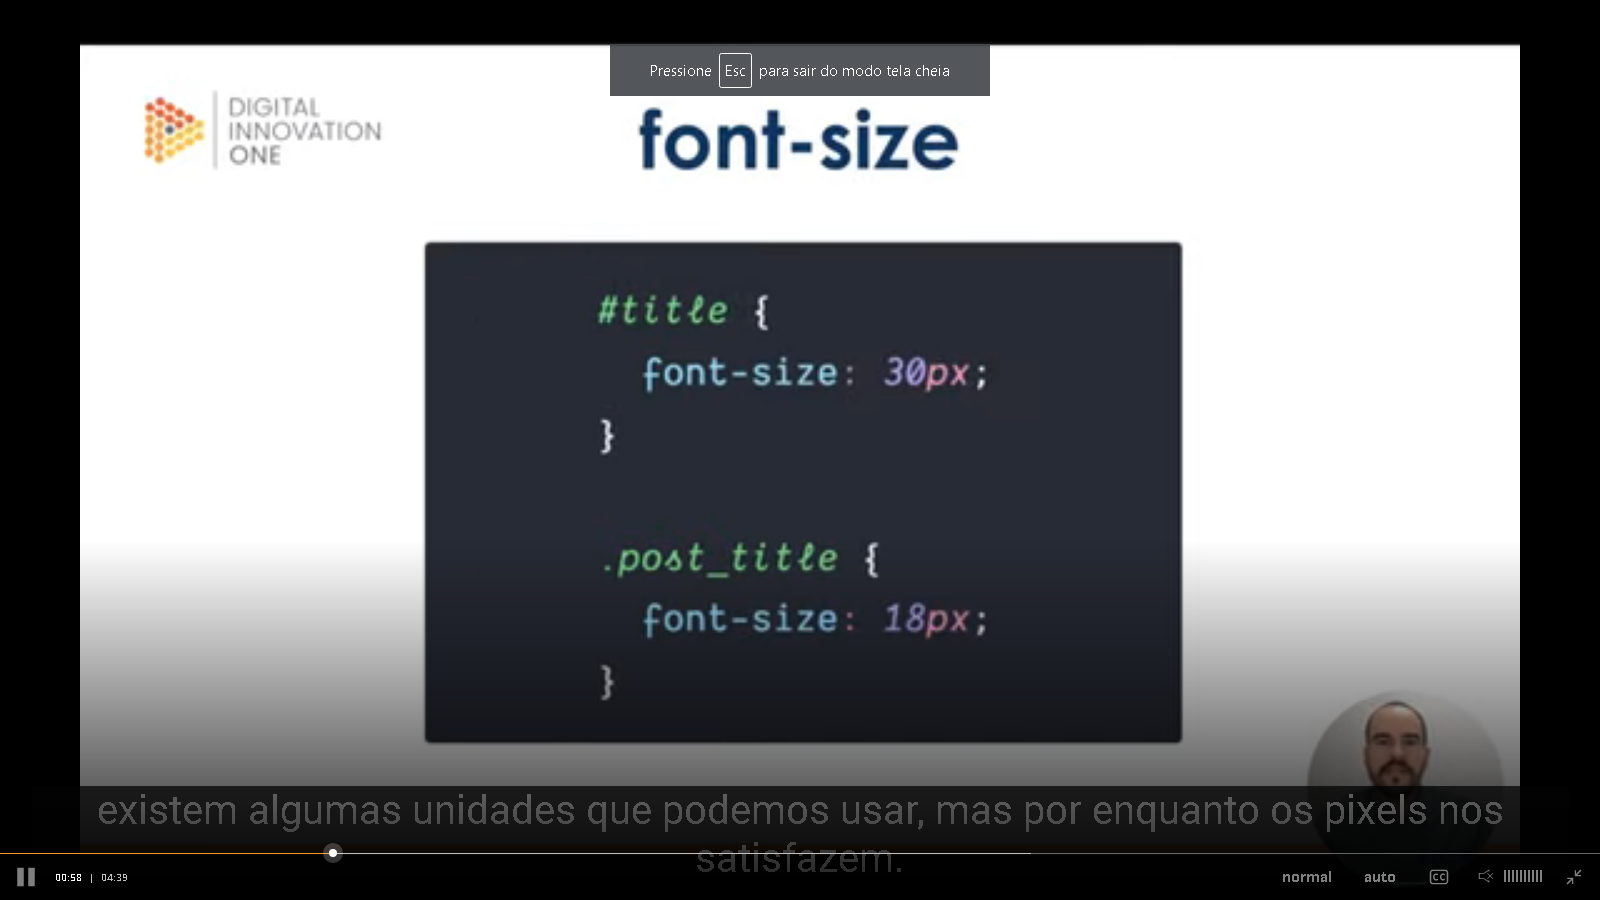 Pressione Esc para sair do modo tela cheia
DIGITAL
INNOVATION
ONE
font-size
#title {
font-size: 30px;
}
.post_title {
font-size: 18px;
}
existem algumas unidades que podemos usar, mas por enquanto os pixels nos
satisfazem.
00:58 | 04:39
normal
auto
CC